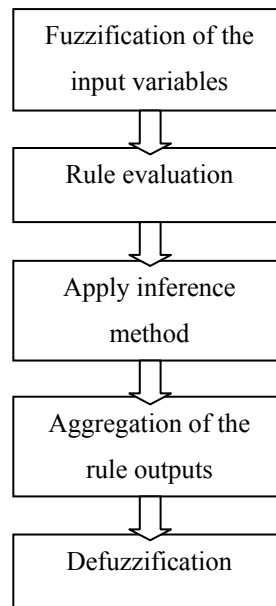 Fuzzification of the
input variables
Rule evaluation
Apply inference
method
Aggregation of the
rule outputs
Defuzzification